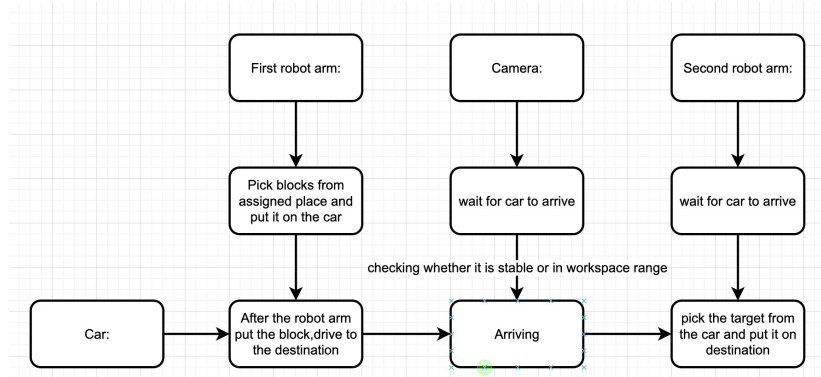 First robot arm:
Camera:
Second robot arm:
Pick blocks from
assigned place and
put it on the car
wait for car to arrive
wait for car to arrive
checking whether it is stable or in workspace range
Car:
After the robot arm
put the block,drive to
the destination
Arriving
pick the target from
the car and put it on
destination